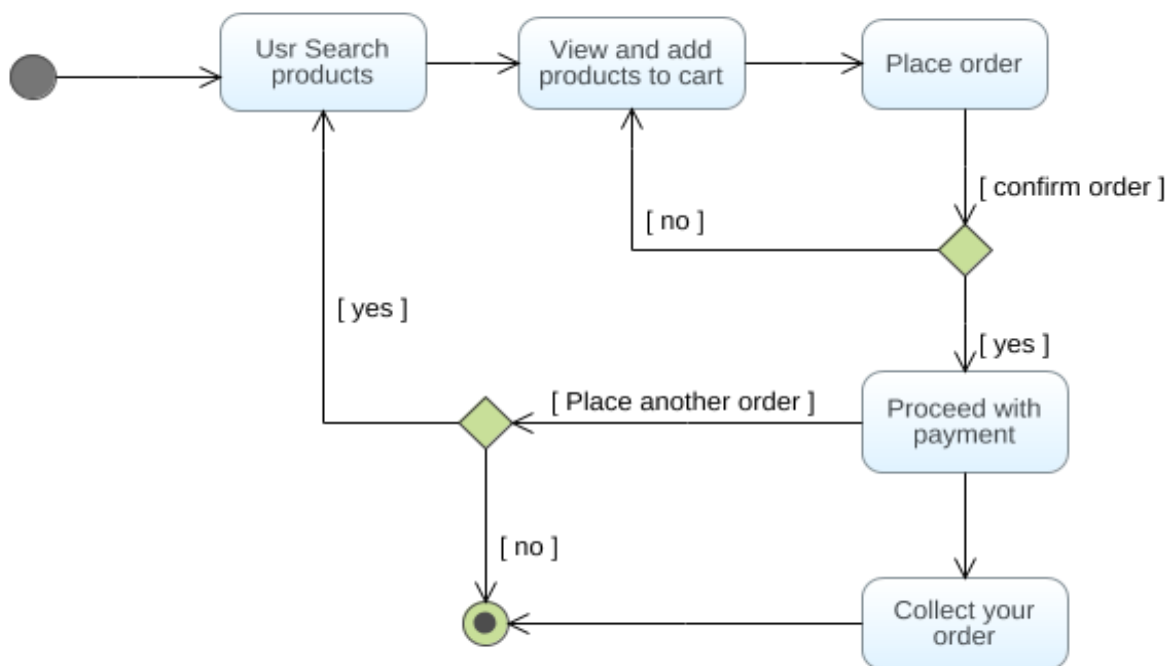 Usr Search
products
View and add
products to cart
Place order
[ confirm order ]
[ no ]
[ yes ]
[ yes ]
[ Place another order ]
Proceed with
payment
[ no ]
Collect your
order